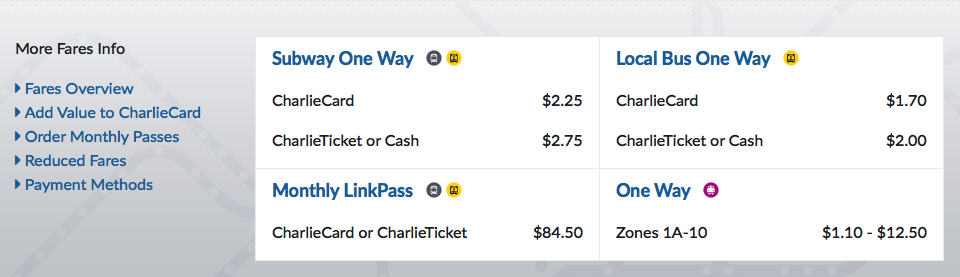 More Fares Info
Fares Overview
Add Value to CharlieCard
Order Monthly Passes
Reduced Fares
Payment Methods
Subway One Way
CharlieCard $2.25
CharlieTicket or Cash $2.75
Local Bus One Way
CharlieCard $1.70
CharlieTicket or Cash $2.00
Monthly LinkPass
CharlieCard or CharlieTicket $84.50
One Way
Zones 1A-10 $1.10 - $12.50